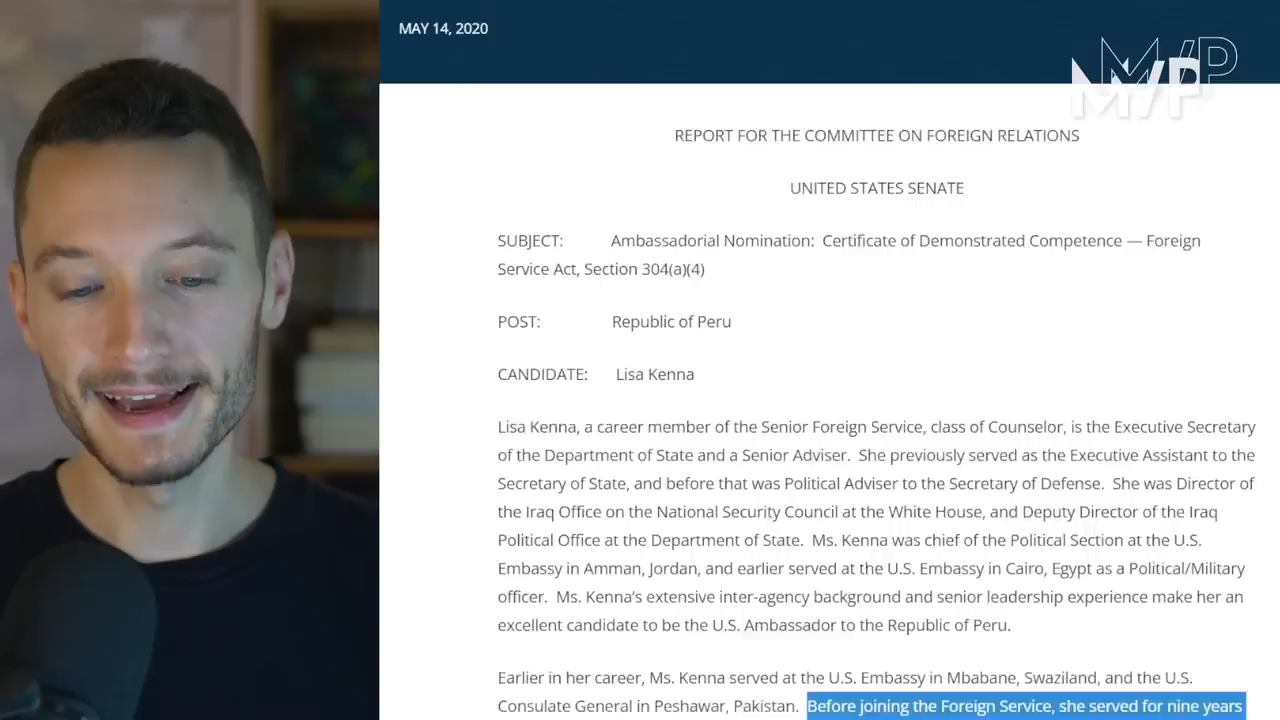 MAY 14, 2020
M/P
M/P
REPORT FOR THE COMMITTEE ON FOREIGN RELATIONS
UNITED STATES SENATE
SUBJECT: Ambassadorial Nomination: Certificate of Demonstrated Competence — Foreign
Service Act, Section 304(a)(4)
POST: Republic of Peru
CANDIDATE: Lisa Kenna
Lisa Kenna, a career member of the Senior Foreign Service, class of Counselor, is the Executive Secretary
of the Department of State and a Senior Adviser. She previously served as the Executive Assistant to the
Secretary of State, and before that was Political Adviser to the Secretary of Defense. She was Director of
the Iraq Office on the National Security Council at the White House, and Deputy Director of the Iraq
Political Office at the Department of State. Ms. Kenna was chief of the Political Section at the U.S.
Embassy in Amman, Jordan, and earlier served at the U.S. Embassy in Cairo, Egypt as a Political/Military
officer. Ms. Kenna’s extensive inter-agency background and senior leadership experience make her an
excellent candidate to be the U.S. Ambassador to the Republic of Peru.
Earlier in her career, Ms. Kenna served at the U.S. Embassy in Mbabane, Swaziland, and the U.S.
Consulate General in Peshawar, Pakistan. Before joining the Foreign Service, she served for nine years